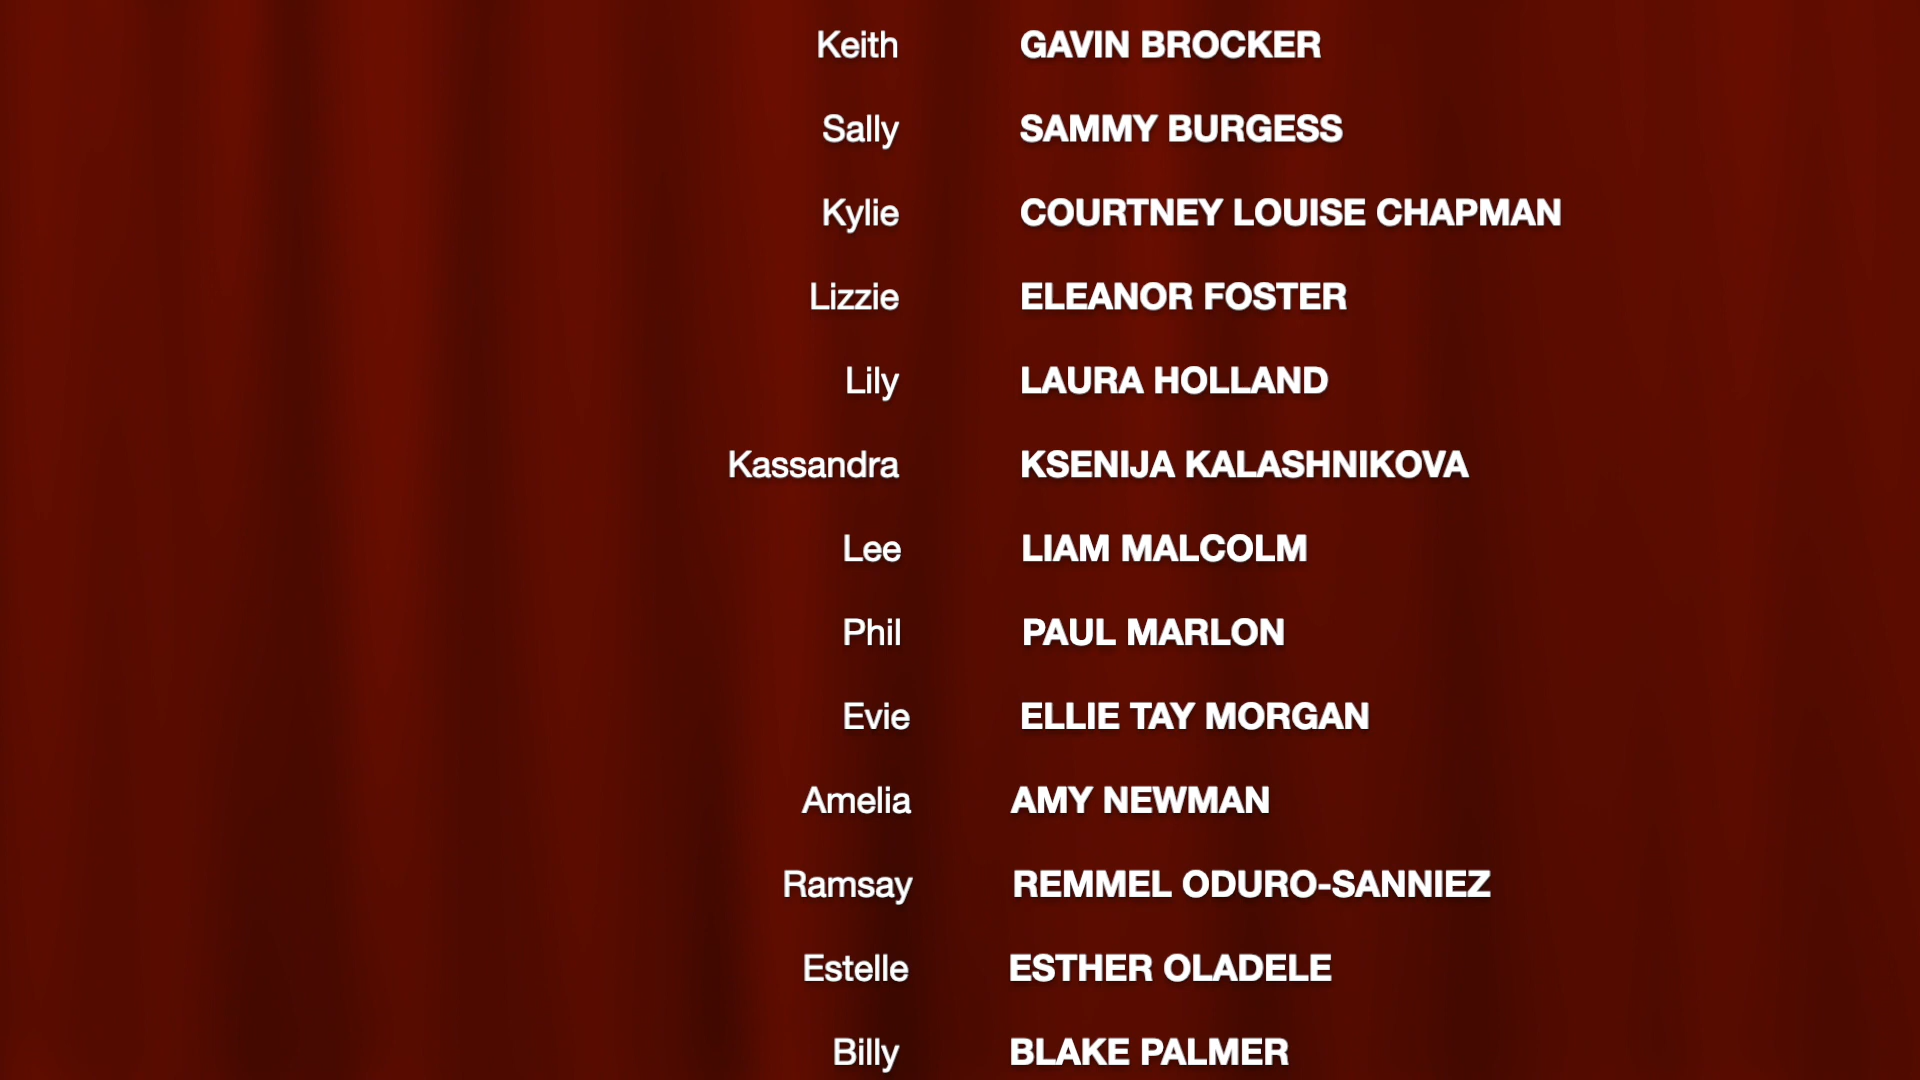 Keith GAVIN BROCKER
Sally SAMMY BURGESS
Kylie COURTNEY LOUISE CHAPMAN
Lizzie ELEANOR FOSTER
Lily LAURA HOLLAND
Kassandra KSENIJA KALASHNIKOVA
Lee LIAM MALCOLM
Phil PAUL MARLON
Evie ELLIE TAY MORGAN
Amelia AMY NEWMAN
Ramsay REMMEL ODURO-SANNIEZ
Estelle ESTHER OLADELE
Billy BLAKE PALMER